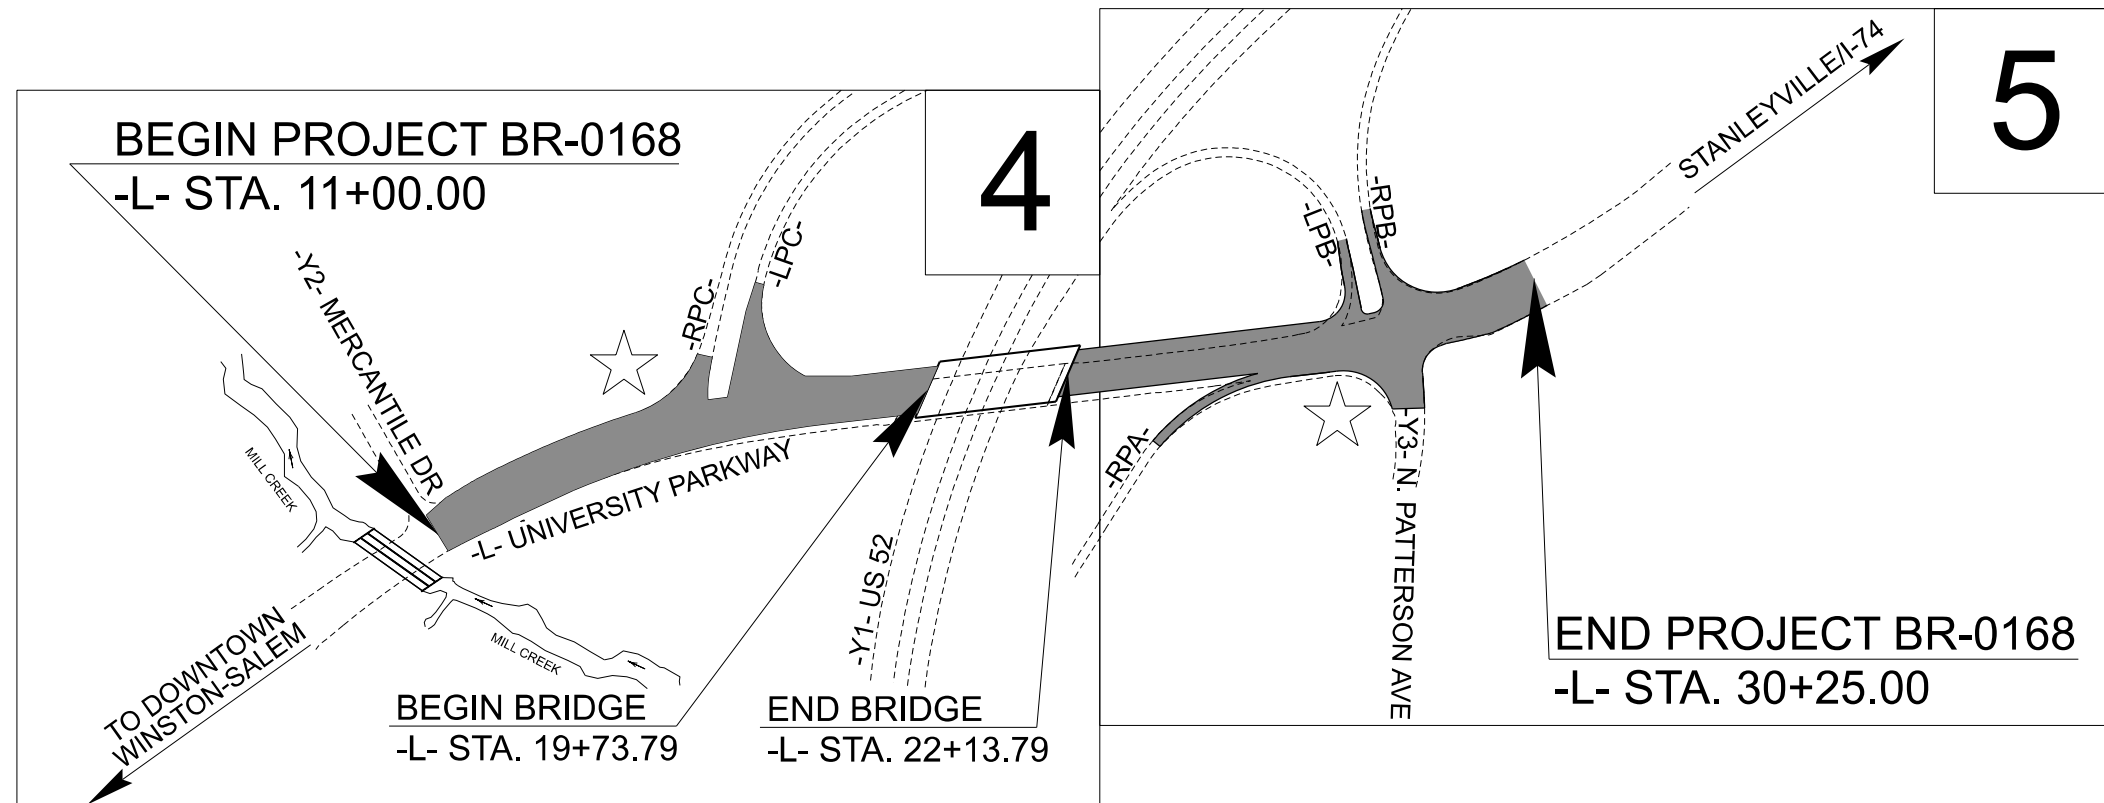 BEGIN PROJECT BR-0168
-L- STA. 11+00.00
4
5
STANLEYVILLE/I-74
-Y2- MERCANTILE DR
-RPC-
-LPC-
-LPB-
-RPB-
MILL CREEK
-L- UNIVERSITY PARKWAY
-RPA-
-Y3- N. PATTERSON AVE
-Y1- US 52
MILL CREEK
TO DOWNTOWN
WINSTON-SALEM
BEGIN BRIDGE
-L- STA. 19+73.79
END BRIDGE
-L- STA. 22+13.79
END PROJECT BR-0168
-L- STA. 30+25.00